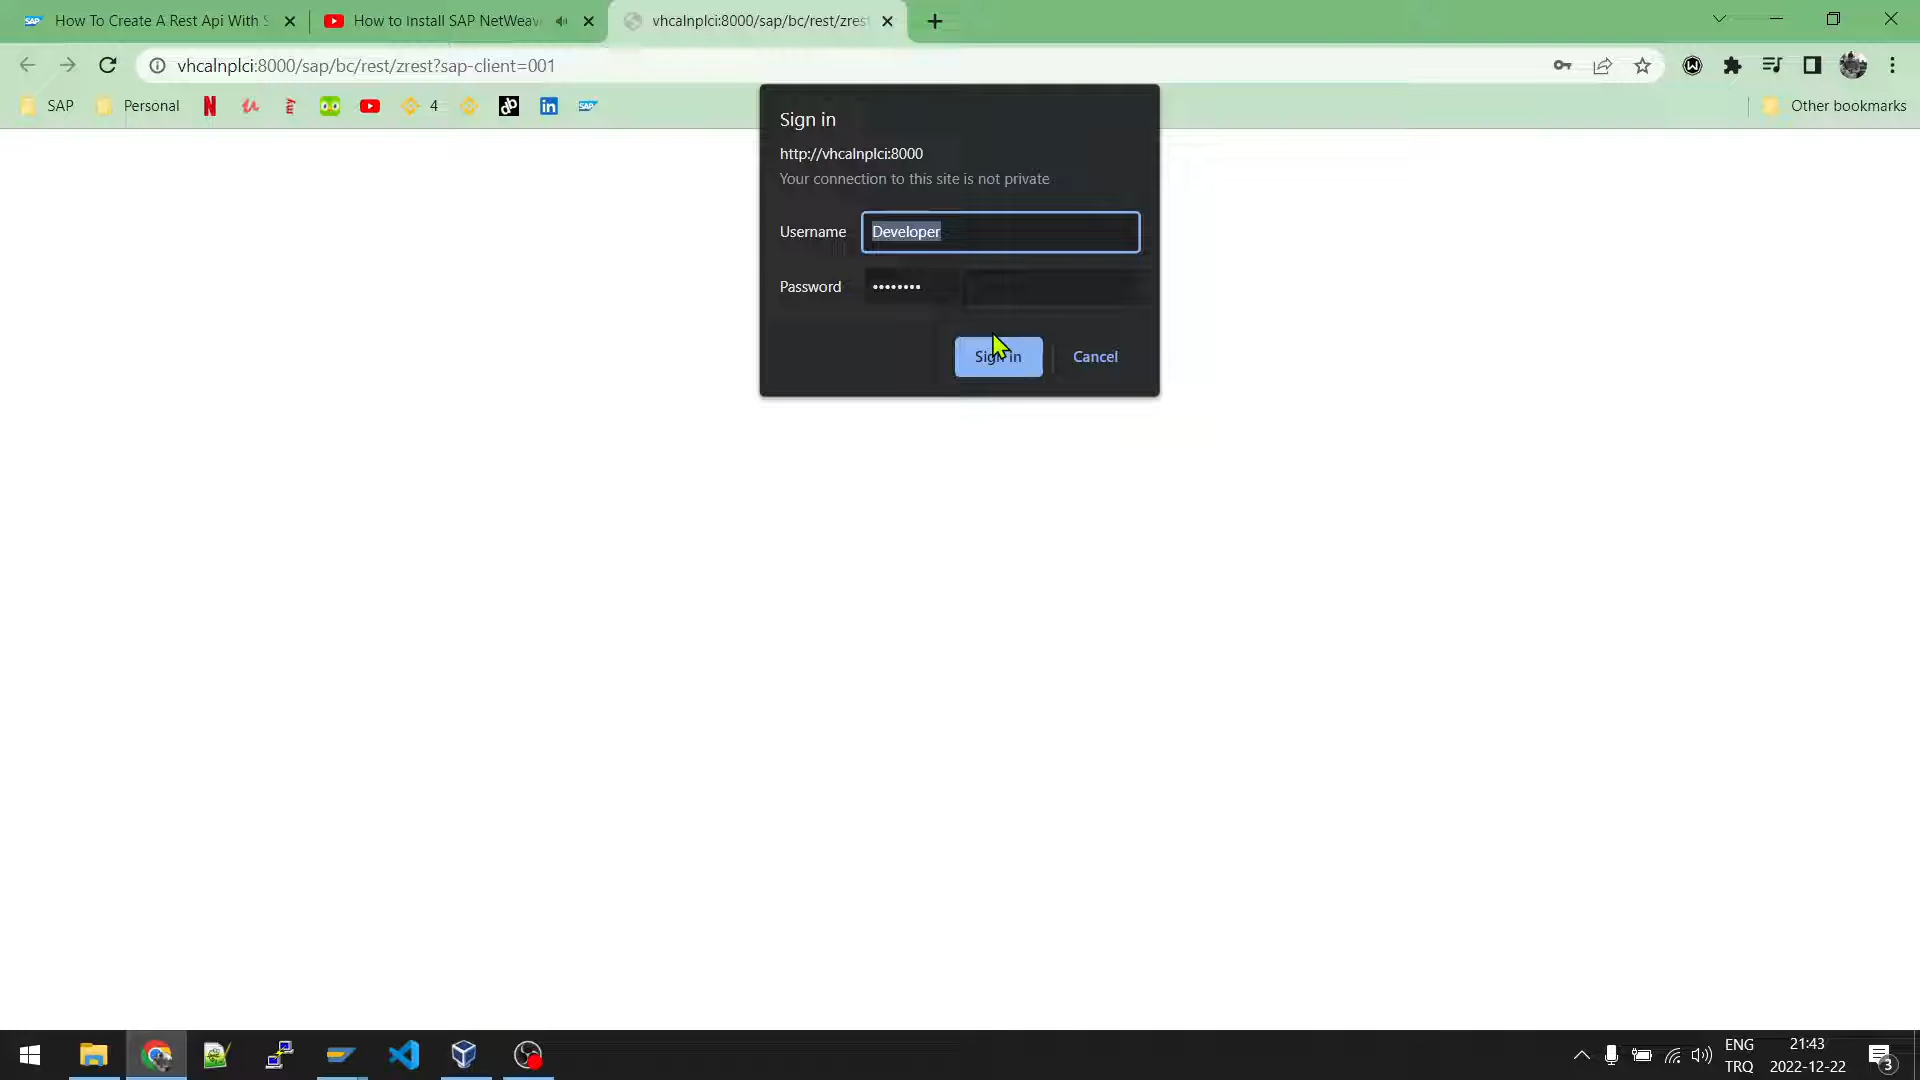 How To Create A Rest Api With S
How to Install SAP NetWeav
vhcalnplci:8000/sap/bc/rest/zrest
vhcalnplci:8000/sap/bc/rest/zrest?sap-client=001
SAP
Personal
4
Other bookmarks
Sign in
http://vhcalnplci:8000
Your connection to this site is not private
Username
Developer
Password
••••••••
Sign in
Cancel
ENG
TRQ
21:43
2022-12-22
3